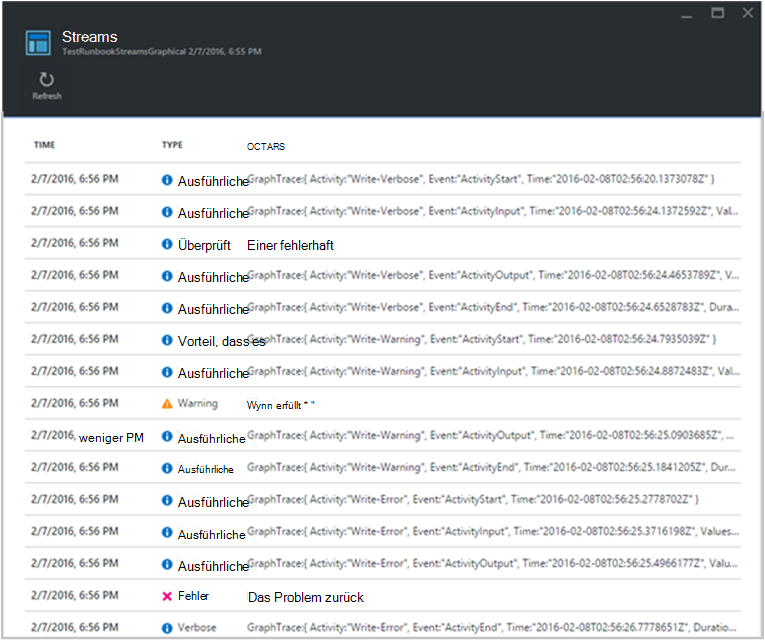 Streams
TestRunbookStreamsGraphical 2/7/2016, 6:55 PM
Refresh
TIME TYPE OCTARS
2/7/2016, 6:56 PM Ausführliche GraphTrace:{ Activity:"Write-Verbose", Event:"ActivityStart", Time:"2016-02-08T02:56:20.1373078Z" }
2/7/2016, 6:56 PM Ausführliche GraphTrace:{ Activity:"Write-Verbose", Event:"ActivityInput", Time:"2016-02-08T02:56:24.1372592Z", Val...
2/7/2016, 6:56 PM Überprüft Einer fehlerhaft
2/7/2016, 6:56 PM Ausführliche GraphTrace:{ Activity:"Write-Verbose", Event:"ActivityOutput", Time:"2016-02-08T02:56:24.4653789Z", V...
2/7/2016, 6:56 PM Ausführliche GraphTrace:{ Activity:"Write-Verbose", Event:"ActivityEnd", Time:"2016-02-08T02:56:24.6528783Z", Dura...
2/7/2016, 6:56 PM Vorteil, dass es GraphTrace:{ Activity:"Write-Warning", Event:"ActivityStart", Time:"2016-02-08T02:56:24.7935039Z" }
2/7/2016, 6:56 PM Ausführliche GraphTrace:{ Activity:"Write-Warning", Event:"ActivityInput", Time:"2016-02-08T02:56:24.8872483Z", Val...
2/7/2016, 6:56 PM Warning Wynn erfüllt * "
2/7/2016, weniger PM Ausführliche GraphTrace:{ Activity:"Write-Warning", Event:"ActivityOutput", Time:"2016-02-08T02:56:25.0903685Z", ...
2/7/2016, 6:56 PM Ausführliche GraphTrace:{ Activity:"Write-Warning", Event:"ActivityEnd", Time:"2016-02-08T02:56:25.1841205Z", Dur...
2/7/2016, 6:56 PM Ausführliche GraphTrace:{ Activity:"Write-Error", Event:"ActivityStart", Time:"2016-02-08T02:56:25.2778702Z" }
2/7/2016, 6:56 PM Ausführliche GraphTrace:{ Activity:"Write-Error", Event:"ActivityInput", Time:"2016-02-08T02:56:25.3716198Z", Values...
2/7/2016, 6:56 PM Ausführliche GraphTrace:{ Activity:"Write-Error", Event:"ActivityOutput", Time:"2016-02-08T02:56:25.4966177Z", Valu...
2/7/2016, 6:56 PM Fehler Das Problem zurück
2/7/2016, 6:56 PM Verbose GraphTrace:{ Activity:"Write-Error", Event:"ActivityEnd", Time:"2016-02-08T02:56:26.7778651Z", Duratio...